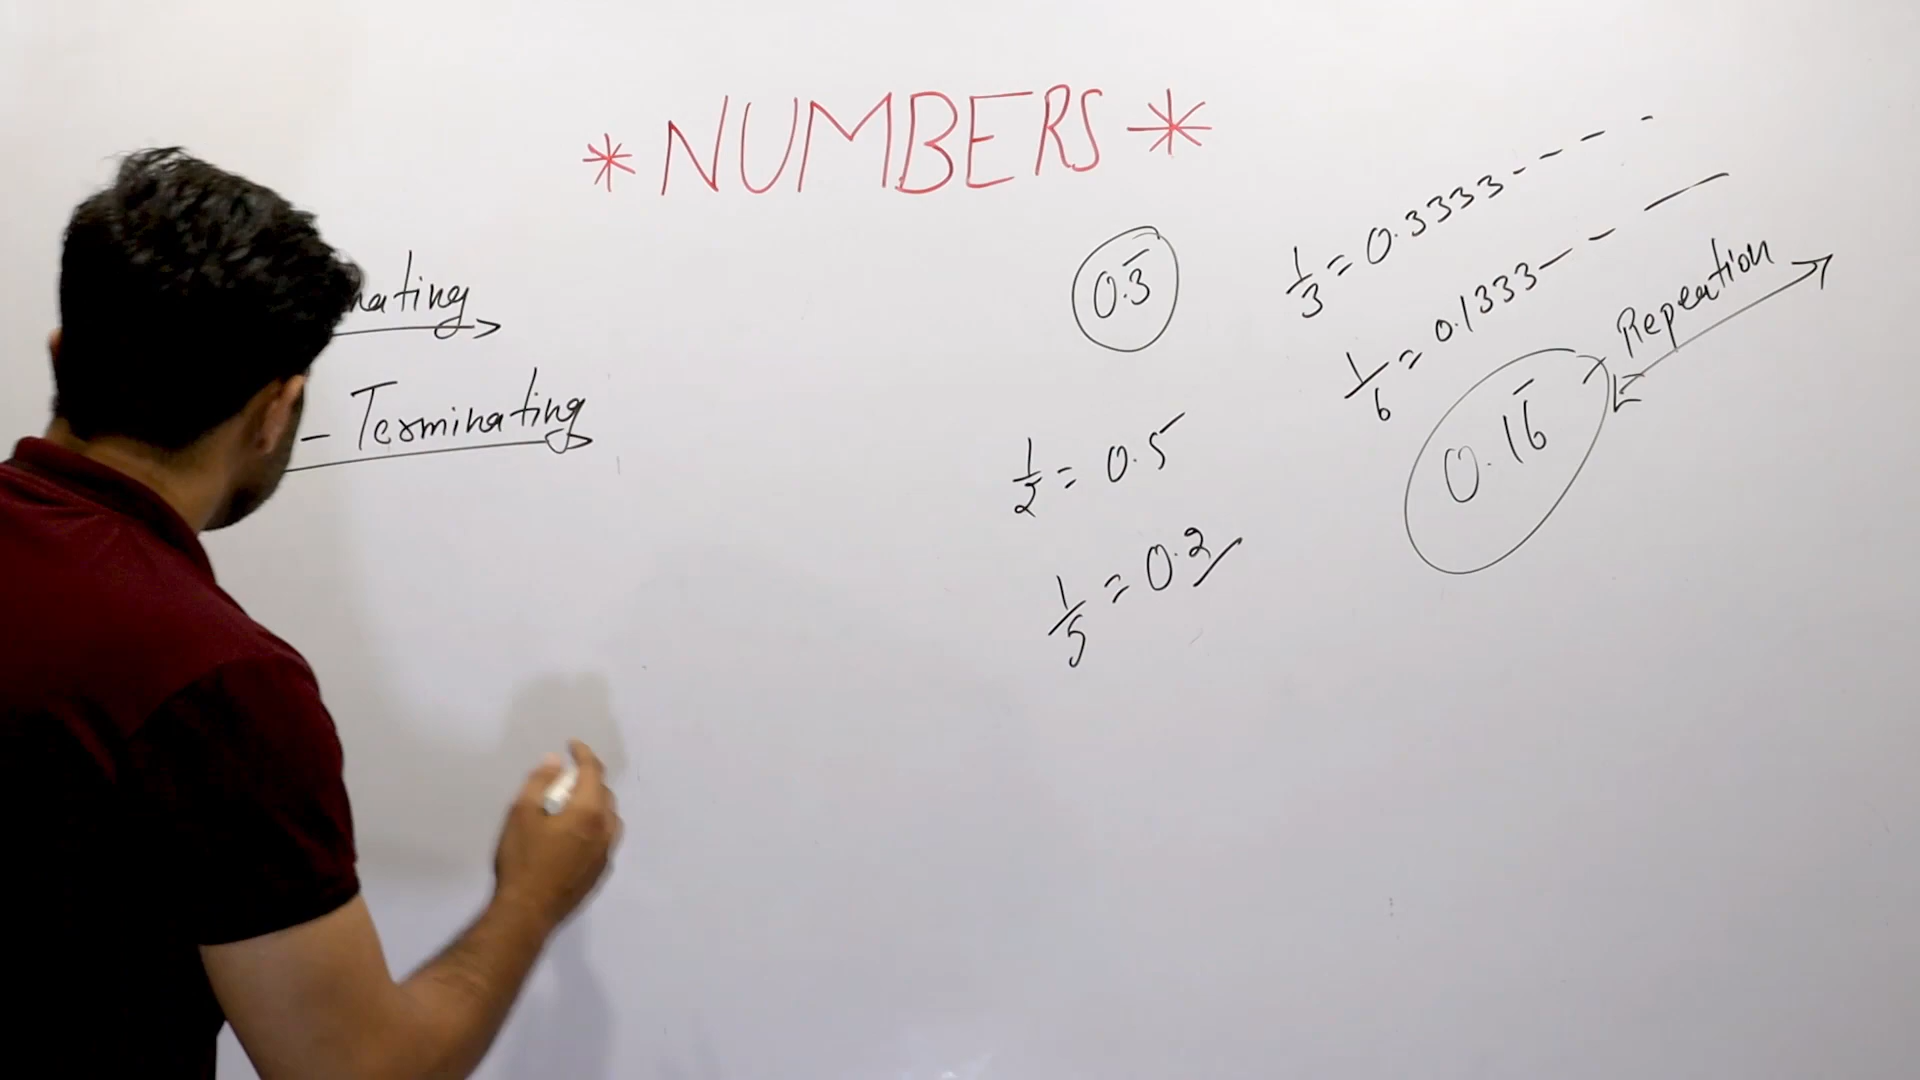 * NUMBERS *
- Terminating
0.3̅
1/3 = 0.3333- - - - -
1/6 = 0.1333- - —
Repeation
0.16̅
1/2 = 0.5
1/5 = 0.2